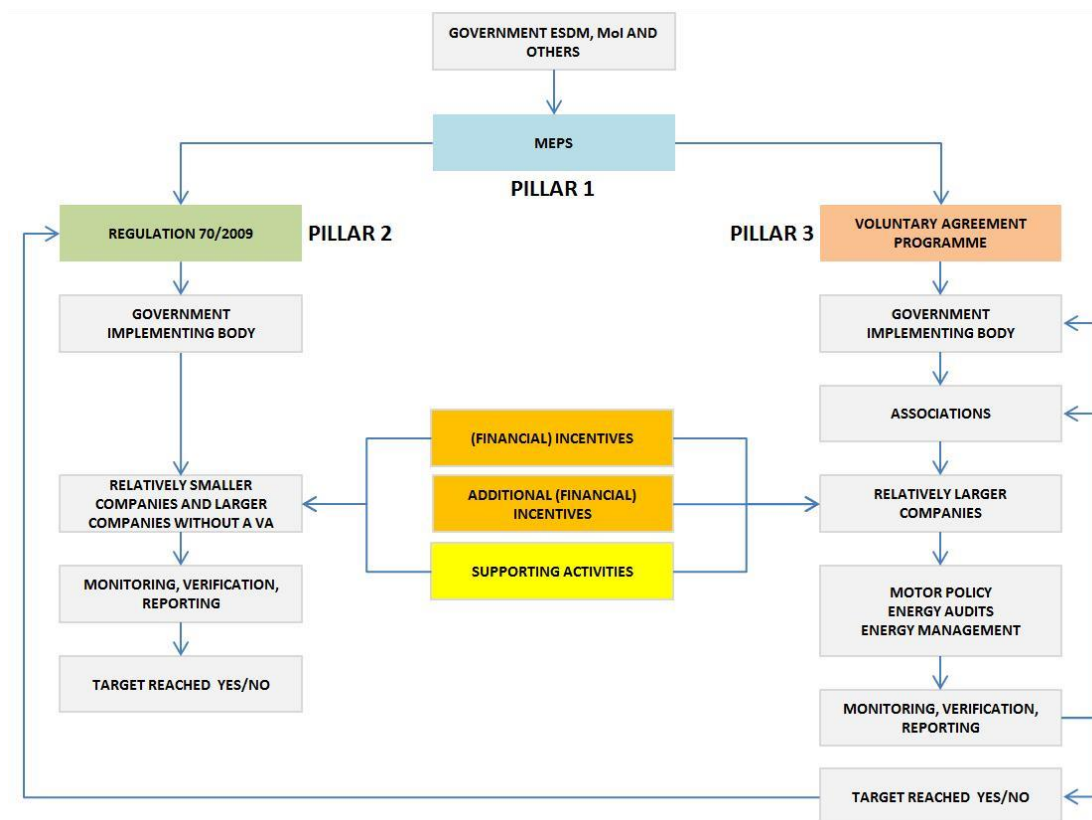 GOVERNMENT ESDM, MoI AND
OTHERS
MEPS
PILLAR 1
REGULATION 70/2009
PILLAR 2
PILLAR 3
VOLUNTARY AGREEMENT
PROGRAMME
GOVERNMENT
IMPLEMENTING BODY
GOVERNMENT
IMPLEMENTING BODY
ASSOCIATIONS
(FINANCIAL) INCENTIVES
RELATIVELY SMALLER
COMPANIES AND LARGER
COMPANIES WITHOUT A VA
ADDITIONAL (FINANCIAL)
INCENTIVES
RELATIVELY LARGER
COMPANIES
SUPPORTING ACTIVITIES
MONITORING, VERIFICATION,
REPORTING
MOTOR POLICY
ENERGY AUDITS
ENERGY MANAGEMENT
TARGET REACHED YES/NO
MONITORING, VERIFICATION,
REPORTING
TARGET REACHED YES/NO